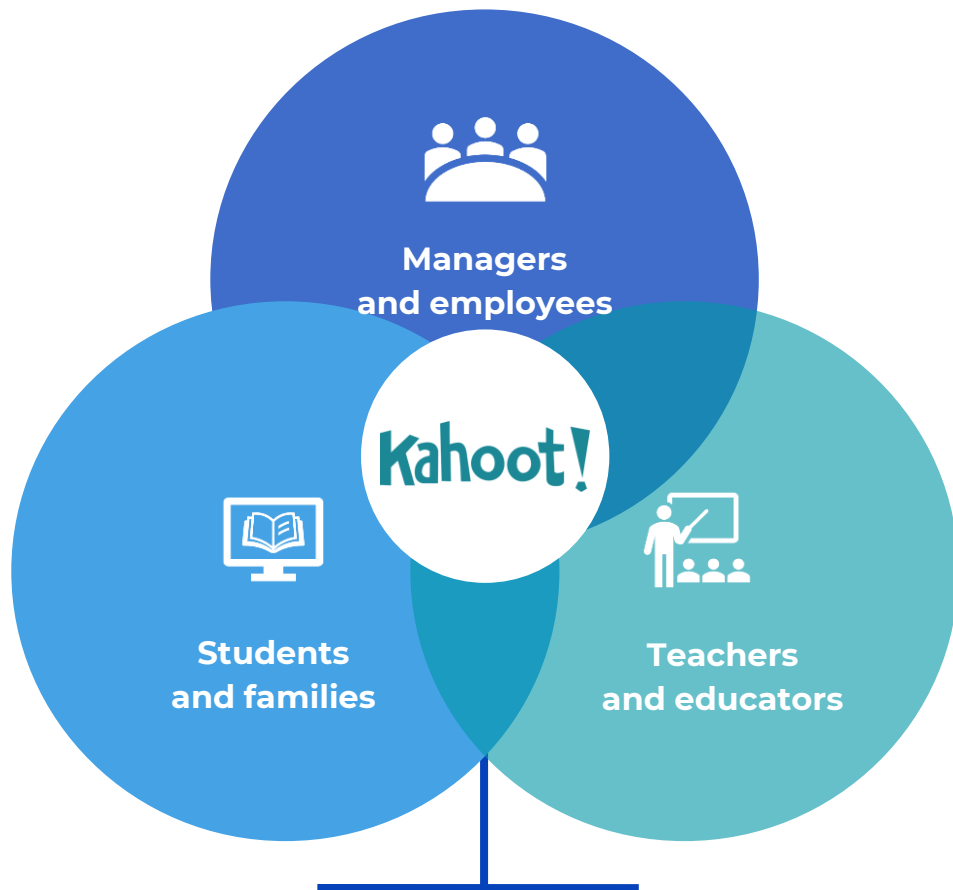 Managers
and employees
Kahoot!
Students
and families
Teachers
and educators